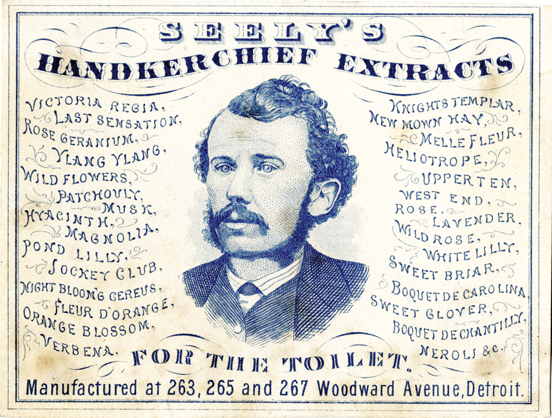 SEELY'S
HANDKERCHIEF EXTRACTS
VICTORIA REGIA,
LAST SENSATION,
ROSE GERANIUM,
YLANG YLANG,
WILD FLOWERS,
PATCHOULY,
MUSK,
HYACINTH,
MAGNOLIA,
POND LILLY,
JOCKEY CLUB,
NIGHT BLOOM'G CEREUS,
FLEUR D'ORANGE,
ORANGE BLOSSOM,
VERBENA.
KNIGHTS TEMPLAR,
NEW MOWN HAY,
MELLE FLEUR,
HELIOTROPE,
UPPER TEN,
WEST END,
ROSE,
LAVENDER,
WILD ROSE,
WHITE LILLY,
SWEET BRIAR,
BOQUET DE CAROLINA,
SWEET CLOVER,
BOQUET DE CHANTILLY,
NEROLI &c.
FOR THE TOILET.
Manufactured at 263, 265 and 267 Woodward Avenue, Detroit.